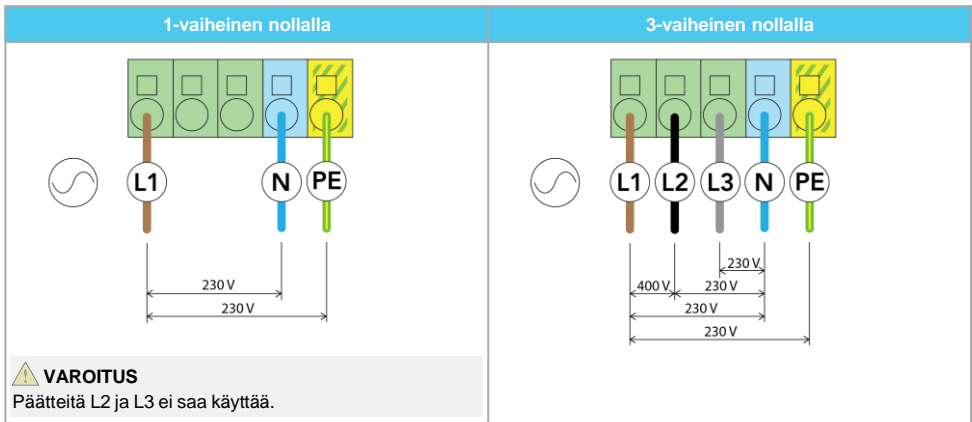 1-vaiheinen nollalla
L1
N
PE
230 V
230 V
VAROITUS
Päätteitä L2 ja L3 ei saa käyttää.
3-vaiheinen nollalla
L1
L2
L3
N
PE
230 V
400 V
230 V
230 V
230 V